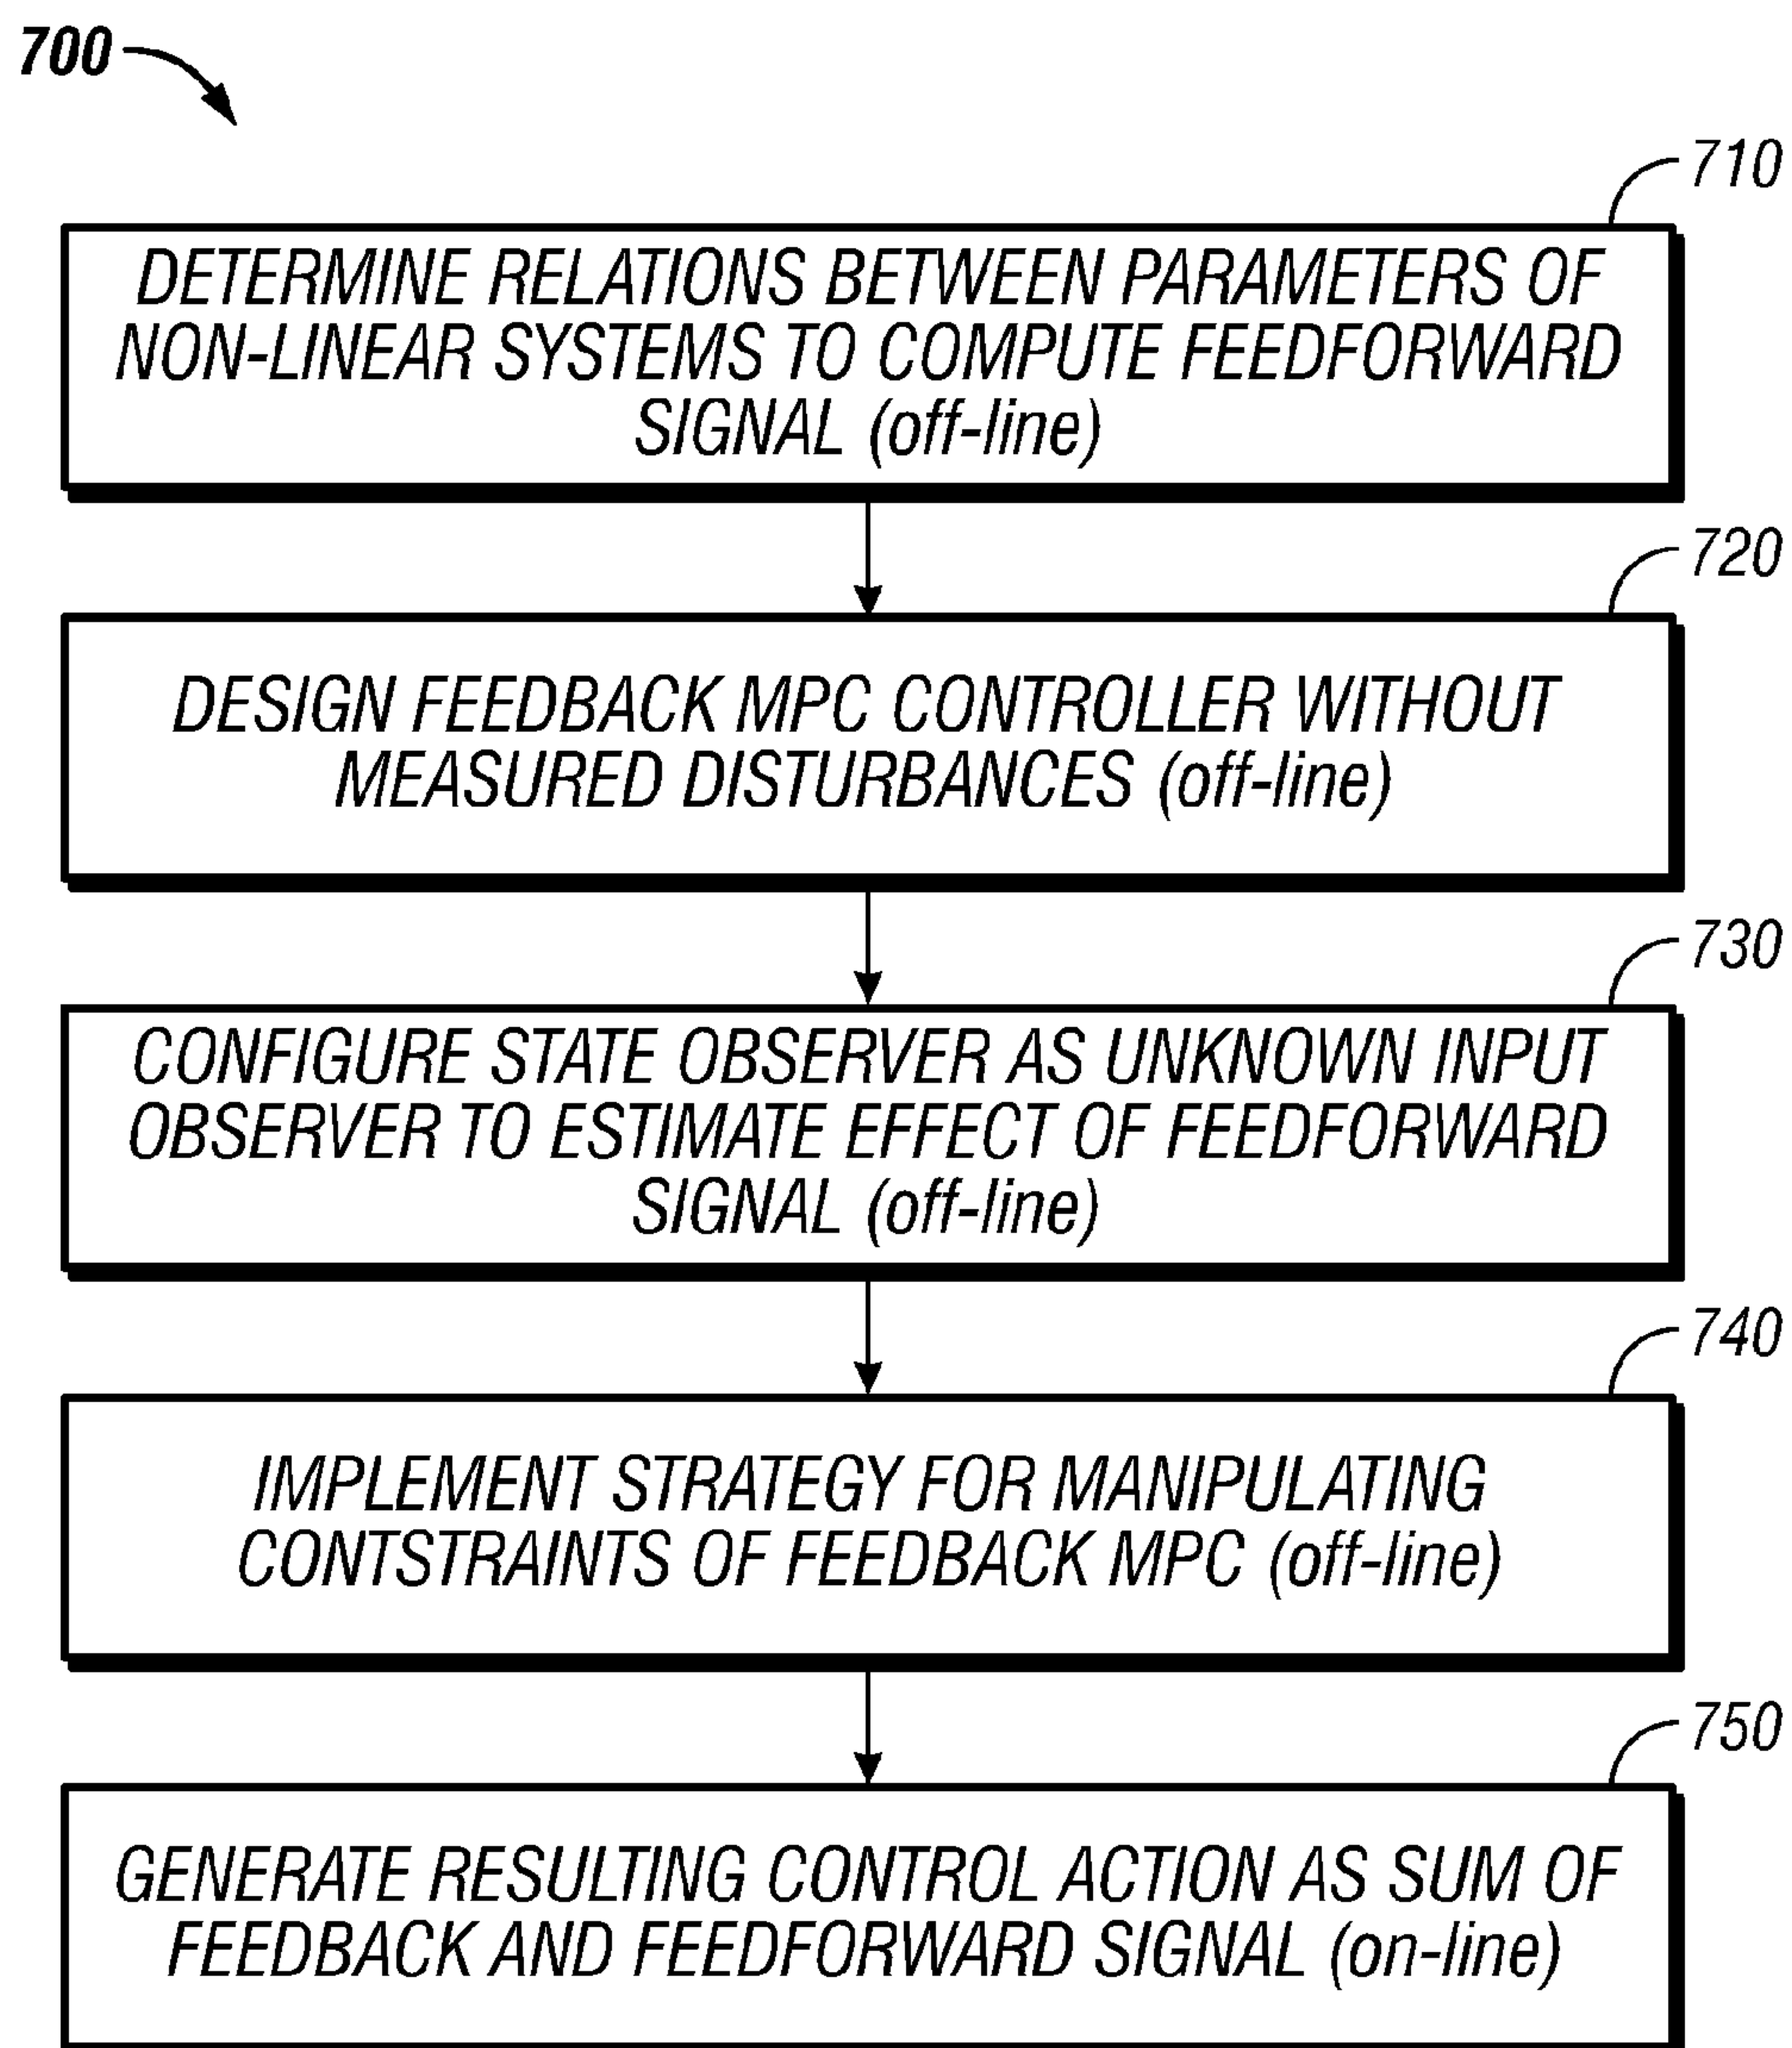 700
710
DETERMINE RELATIONS BETWEEN PARAMETERS OF
NON-LINEAR SYSTEMS TO COMPUTE FEEDFORWARD
SIGNAL (off-line)
720
DESIGN FEEDBACK MPC CONTROLLER WITHOUT
MEASURED DISTURBANCES (off-line)
730
CONFIGURE STATE OBSERVER AS UNKNOWN INPUT
OBSERVER TO ESTIMATE EFFECT OF FEEDFORWARD
SIGNAL (off-line)
740
IMPLEMENT STRATEGY FOR MANIPULATING
CONTSTRAINTS OF FEEDBACK MPC (off-line)
750
GENERATE RESULTING CONTROL ACTION AS SUM OF
FEEDBACK AND FEEDFORWARD SIGNAL (on-line)